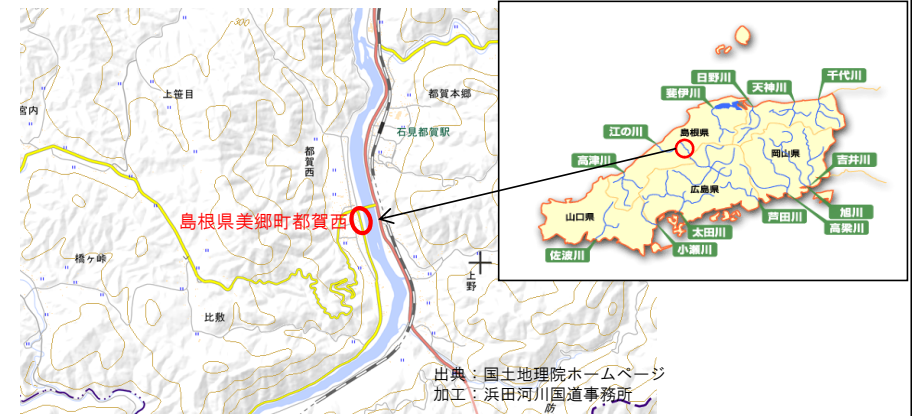 300
上笹目
宮内
都賀本郷
石見都賀駅
都賀西
島根県美郷町都賀西
橋ヶ峠
上野
比敷
出典：国土地理院ホームページ
加工：浜田河川国道事務所
防
日野川
天神川
千代川
斐伊川
江の川
島根県
岡山県
吉井川
高津川
広島県
山口県
芦田川
旭川
太田川
高梁川
小瀬川
佐波川